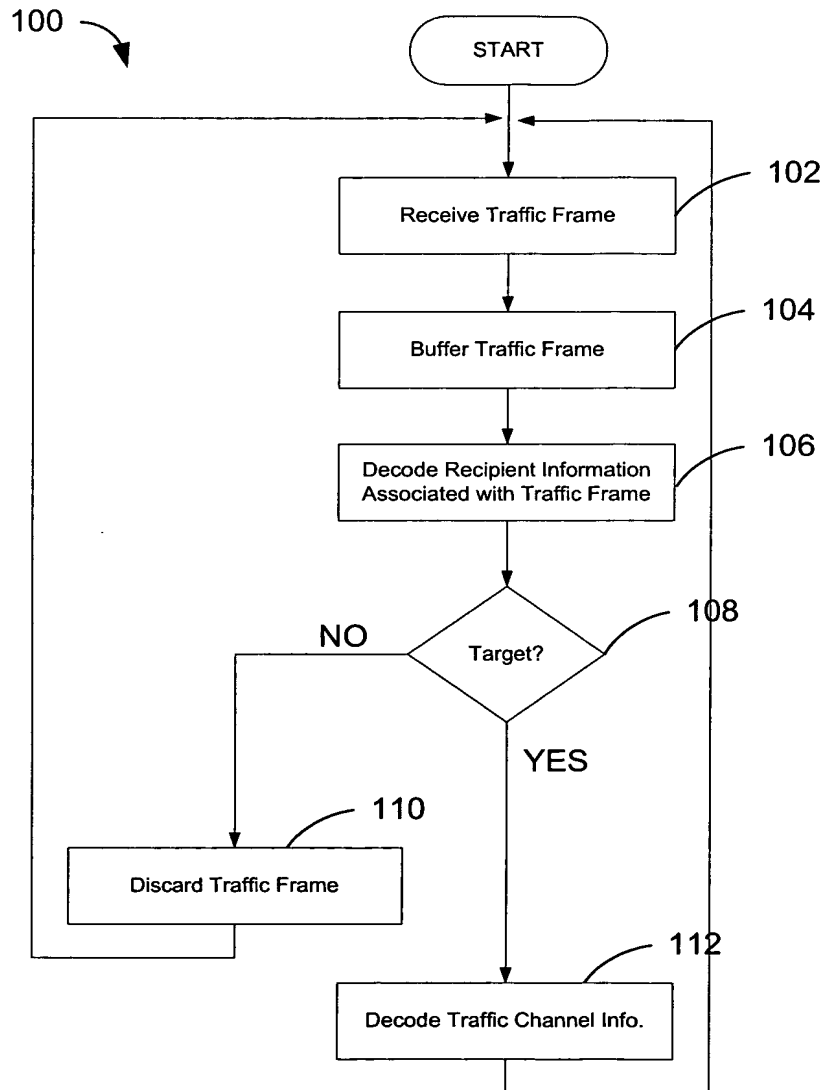 100
START
102
Receive Traffic Frame
104
Buffer Traffic Frame
106
Decode Recipient Information
Associated with Traffic Frame
108
NO
Target?
YES
110
Discard Traffic Frame
112
Decode Traffic Channel Info.